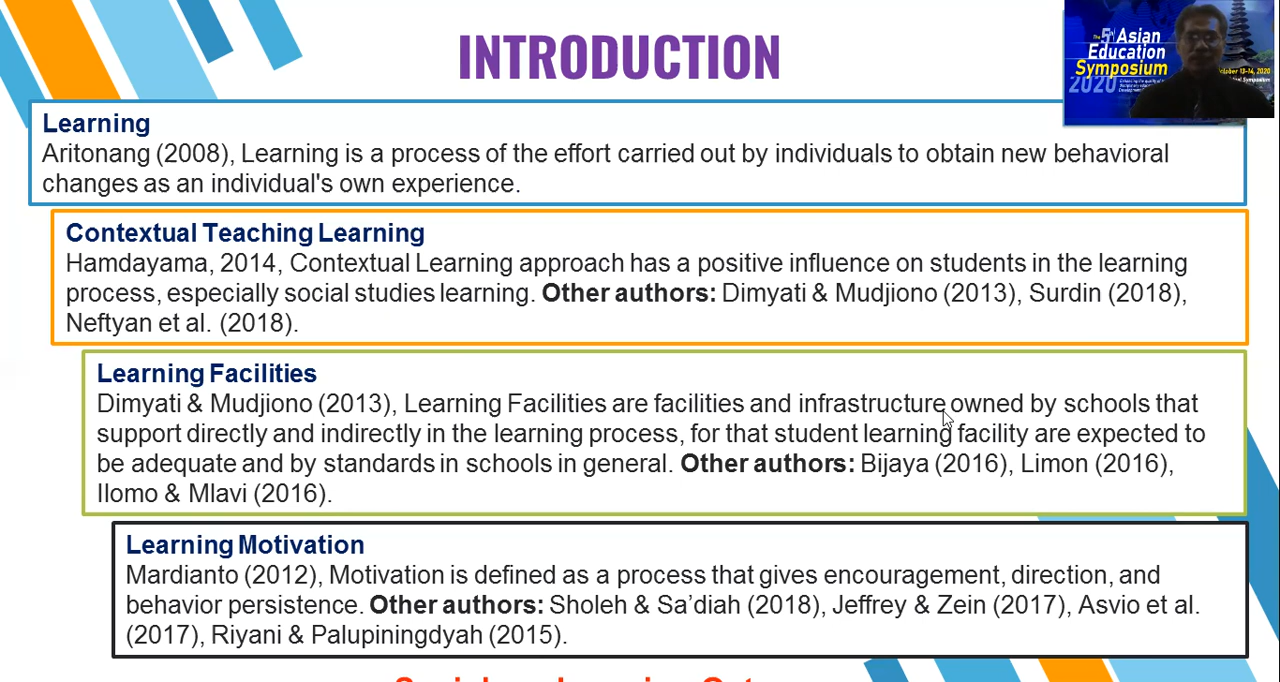 INTRODUCTION
The 5th Asian
Education
Symposium
2020
October 13-14, 2020
Learning
Aritonang (2008), Learning is a process of the effort carried out by individuals to obtain new behavioral
changes as an individual's own experience.
Contextual Teaching Learning
Hamdayama, 2014, Contextual Learning approach has a positive influence on students in the learning
process, especially social studies learning. Other authors: Dimyati & Mudjiono (2013), Surdin (2018),
Neftyan et al. (2018).
Learning Facilities
Dimyati & Mudjiono (2013), Learning Facilities are facilities and infrastructure owned by schools that
support directly and indirectly in the learning process, for that student learning facility are expected to
be adequate and by standards in schools in general. Other authors: Bijaya (2016), Limon (2016),
Ilomo & Mlavi (2016).
Learning Motivation
Mardianto (2012), Motivation is defined as a process that gives encouragement, direction, and
behavior persistence. Other authors: Sholeh & Sa’diah (2018), Jeffrey & Zein (2017), Asvio et al.
(2017), Riyani & Palupiningdyah (2015).